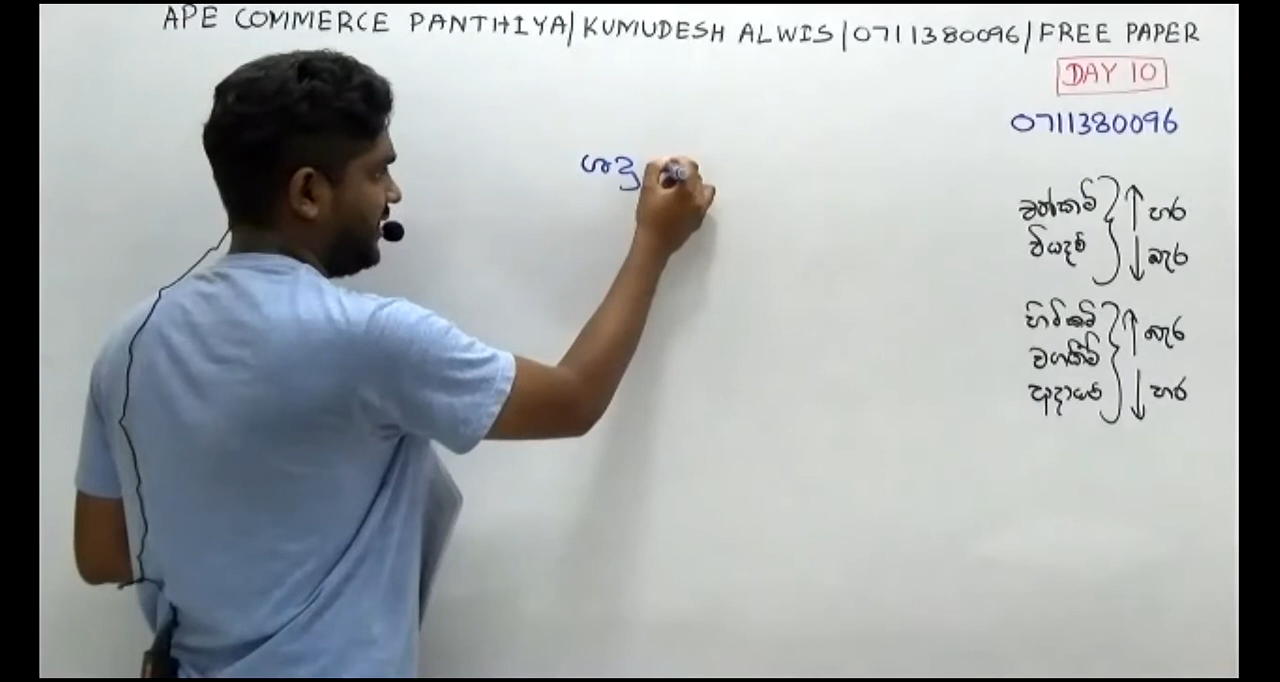 APE COMMERCE PANTHIYA/KUMUDESH ALWIS/0711380096/FREE PAPER
DAY 10
0711380096
වත්කම් ↑ හර
වියදම් ↓ බැර
හිමිකම් ↑ බැර
වගකීම්
ආදායම් ↓ හර